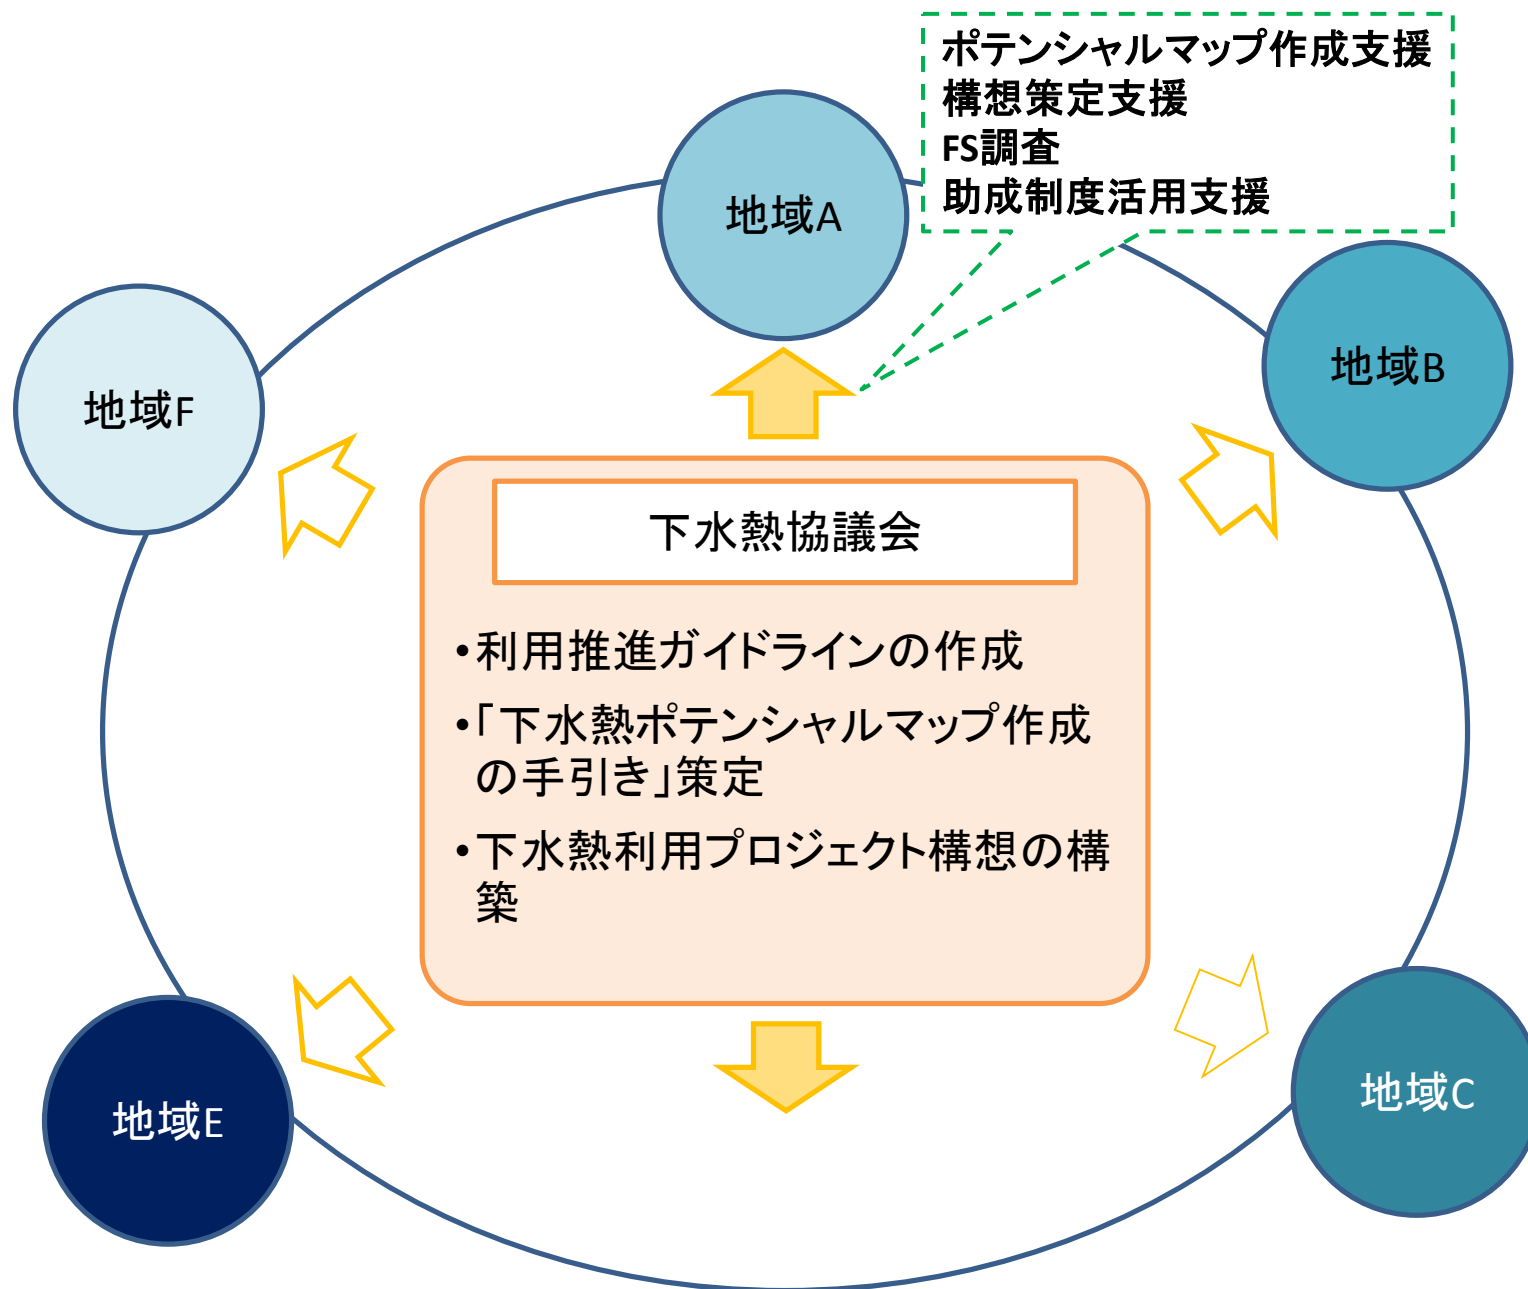 ポテンシャルマップ作成支援
構想策定支援
FS調査
助成制度活用支援
地域A
地域B
地域F
下水熱協議会
•利用推進ガイドラインの作成
•「下水熱ポテンシャルマップ作成
の手引き」策定
•下水熱利用プロジェクト構想の構
築
地域E
地域C